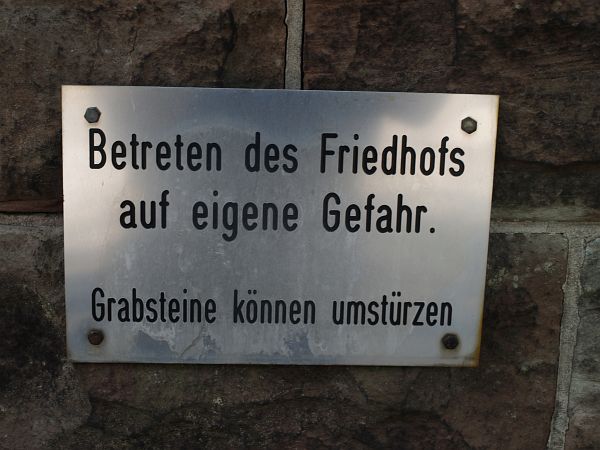 Betreten des Friedhofs
auf eigene Gefahr.
Grabsteine können umstürzen